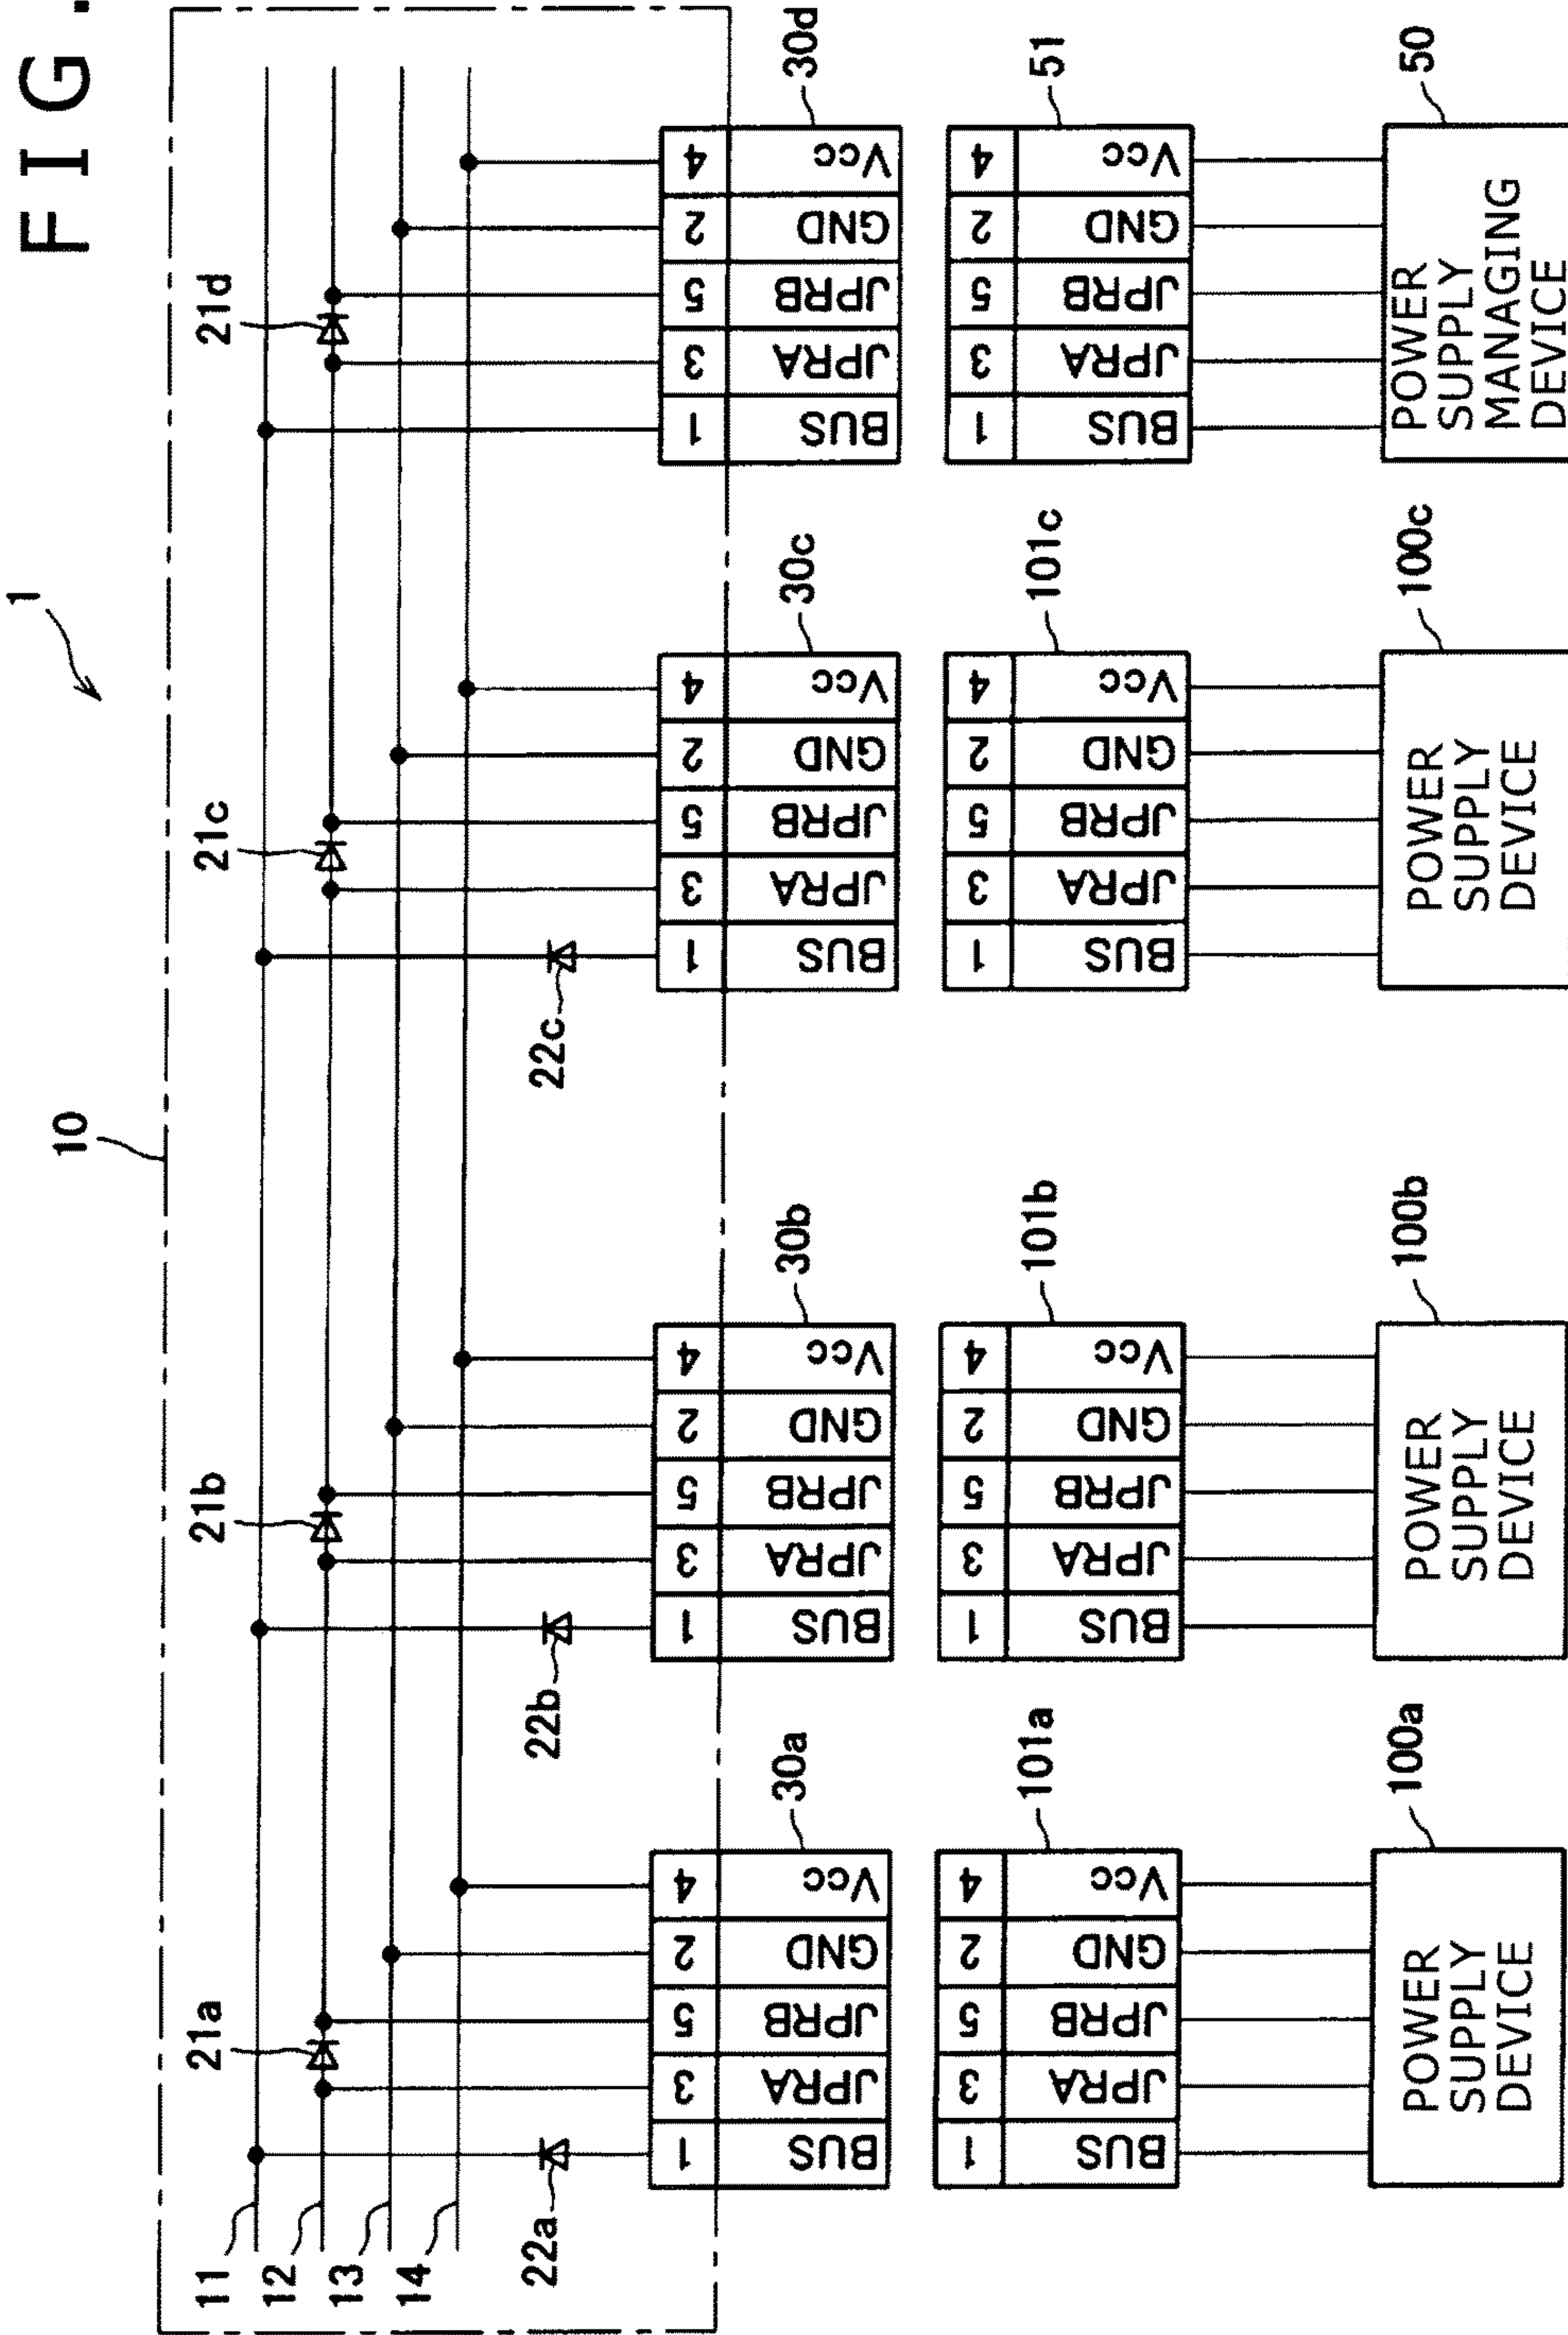 FIG.
1
10
11
12
13
14
21a
21b
21c
21d
22a
22b
22c
30a
30b
30c
30d
1 3 5 2 4
BUS JPRA JPRB GND Vcc
1 3 5 2 4
BUS JPRA JPRB GND Vcc
1 3 5 2 4
BUS JPRA JPRB GND Vcc
1 3 5 2 4
BUS JPRA JPRB GND Vcc
101a
101b
101c
51
1 3 5 2 4
BUS JPRA JPRB GND Vcc
1 3 5 2 4
BUS JPRA JPRB GND Vcc
1 3 5 2 4
BUS JPRA JPRB GND Vcc
1 3 5 2 4
BUS JPRA JPRB GND Vcc
100a
100b
100c
50
POWER
SUPPLY
DEVICE
POWER
SUPPLY
DEVICE
POWER
SUPPLY
DEVICE
POWER
SUPPLY
MANAGING
DEVICE